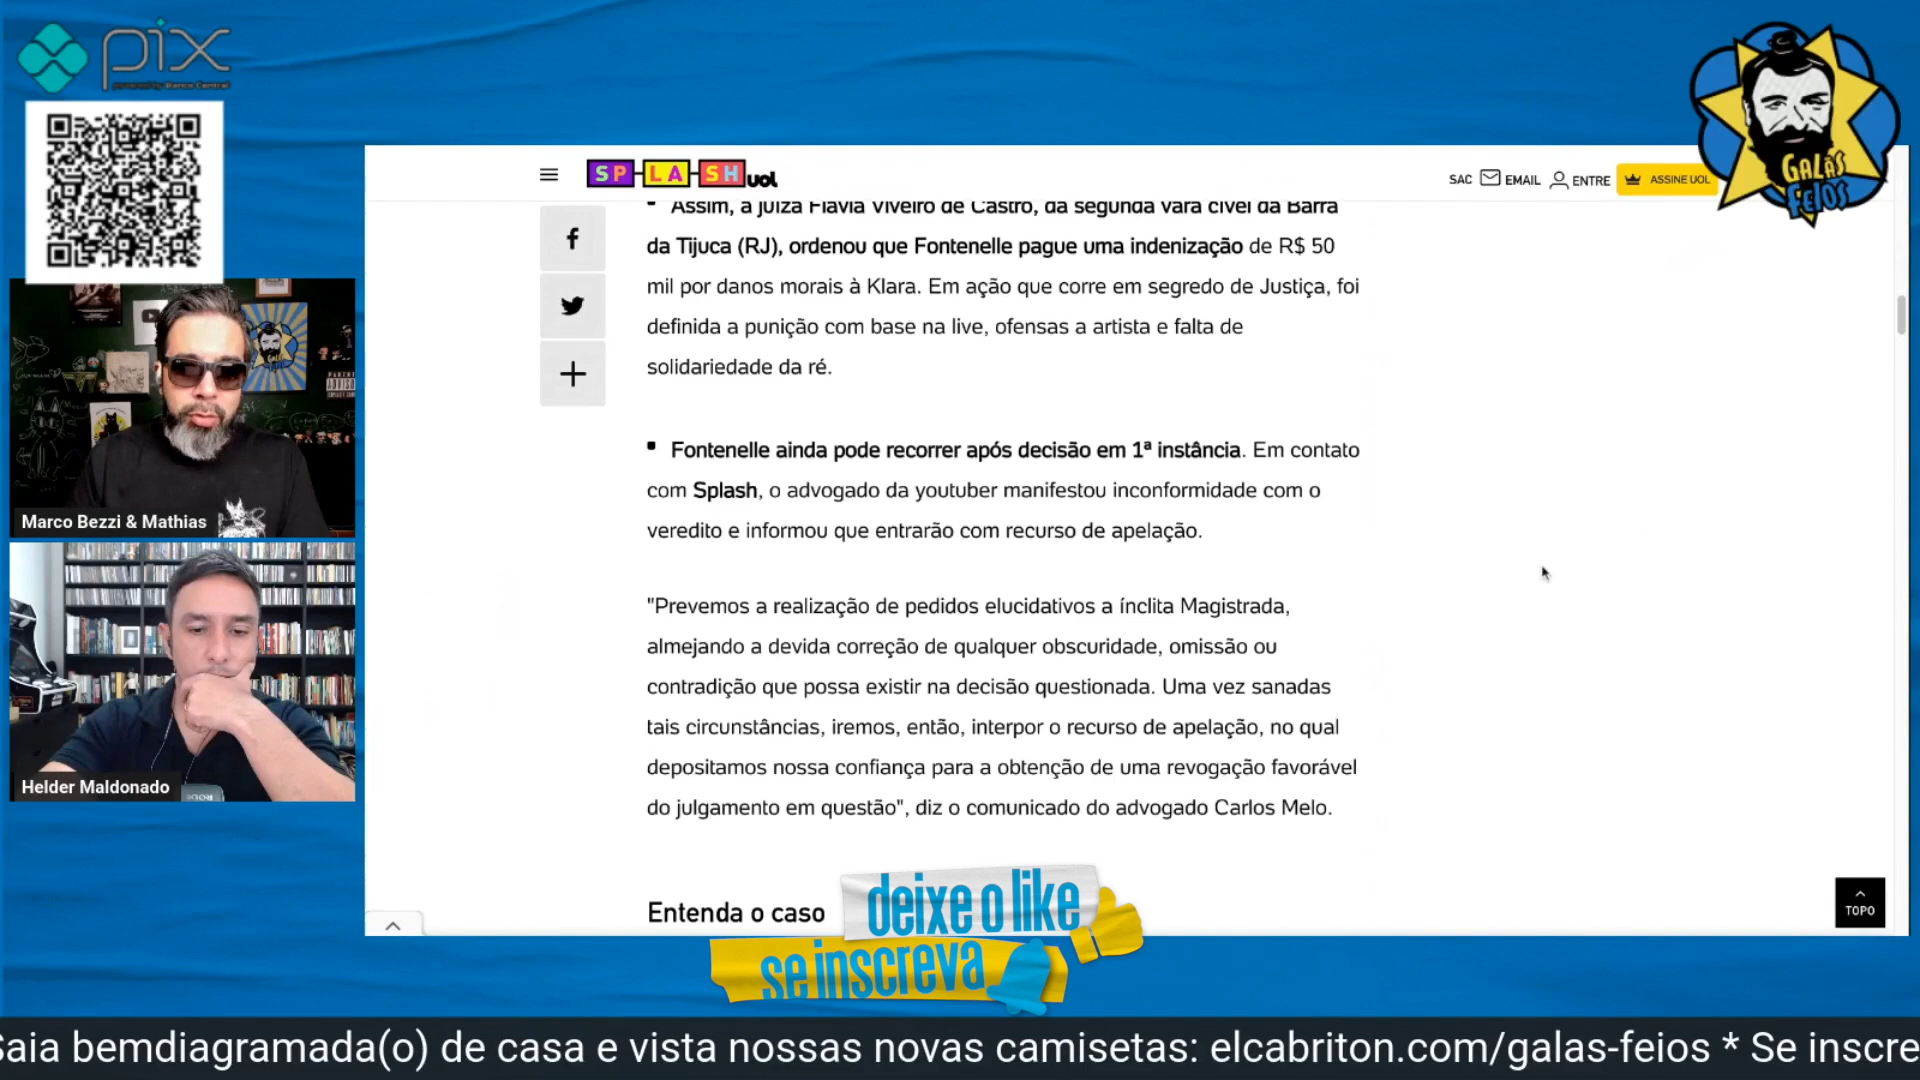 pix
powered by Banco Central
GALÃS
FEIOS
SPLASH uol
SAC EMAIL ENTRE ASSINE UOL
Assim, a juíza Flávia Viveiro de Castro, da segunda vara cível da Barra
da Tijuca (RJ), ordenou que Fontenelle pague uma indenização de R$ 50
mil por danos morais à Klara. Em ação que corre em segredo de Justiça, foi
definida a punição com base na live, ofensas a artista e falta de
solidariedade da ré.
Fontenelle ainda pode recorrer após decisão em 1ª instância. Em contato
com Splash, o advogado da youtuber manifestou inconformidade com o
veredito e informou que entrarão com recurso de apelação.
"Prevemos a realização de pedidos elucidativos a ínclita Magistrada,
almejando a devida correção de qualquer obscuridade, omissão ou
contradição que possa existir na decisão questionada. Uma vez sanadas
tais circunstâncias, iremos, então, interpor o recurso de apelação, no qual
depositamos nossa confiança para a obtenção de uma revogação favorável
do julgamento em questão", diz o comunicado do advogado Carlos Melo.
Entenda o caso
TOPO
Marco Bezzi & Mathias
Helder Maldonado
deixe o like
se inscreva
Saia bemdiagramada(o) de casa e vista nossas novas camisetas: elcabriton.com/galas-feios * Se inscre